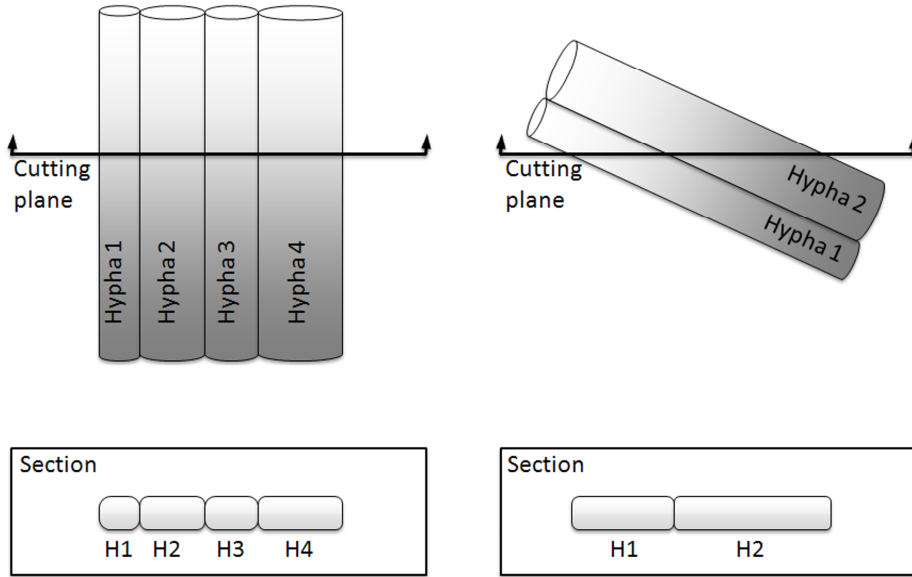 Cutting
plane
Hypha 1
Hypha 2
Hypha 3
Hypha 4
Cutting
plane
Hypha 2
Hypha 1
Section
H1 H2 H3 H4
Section
H1 H2